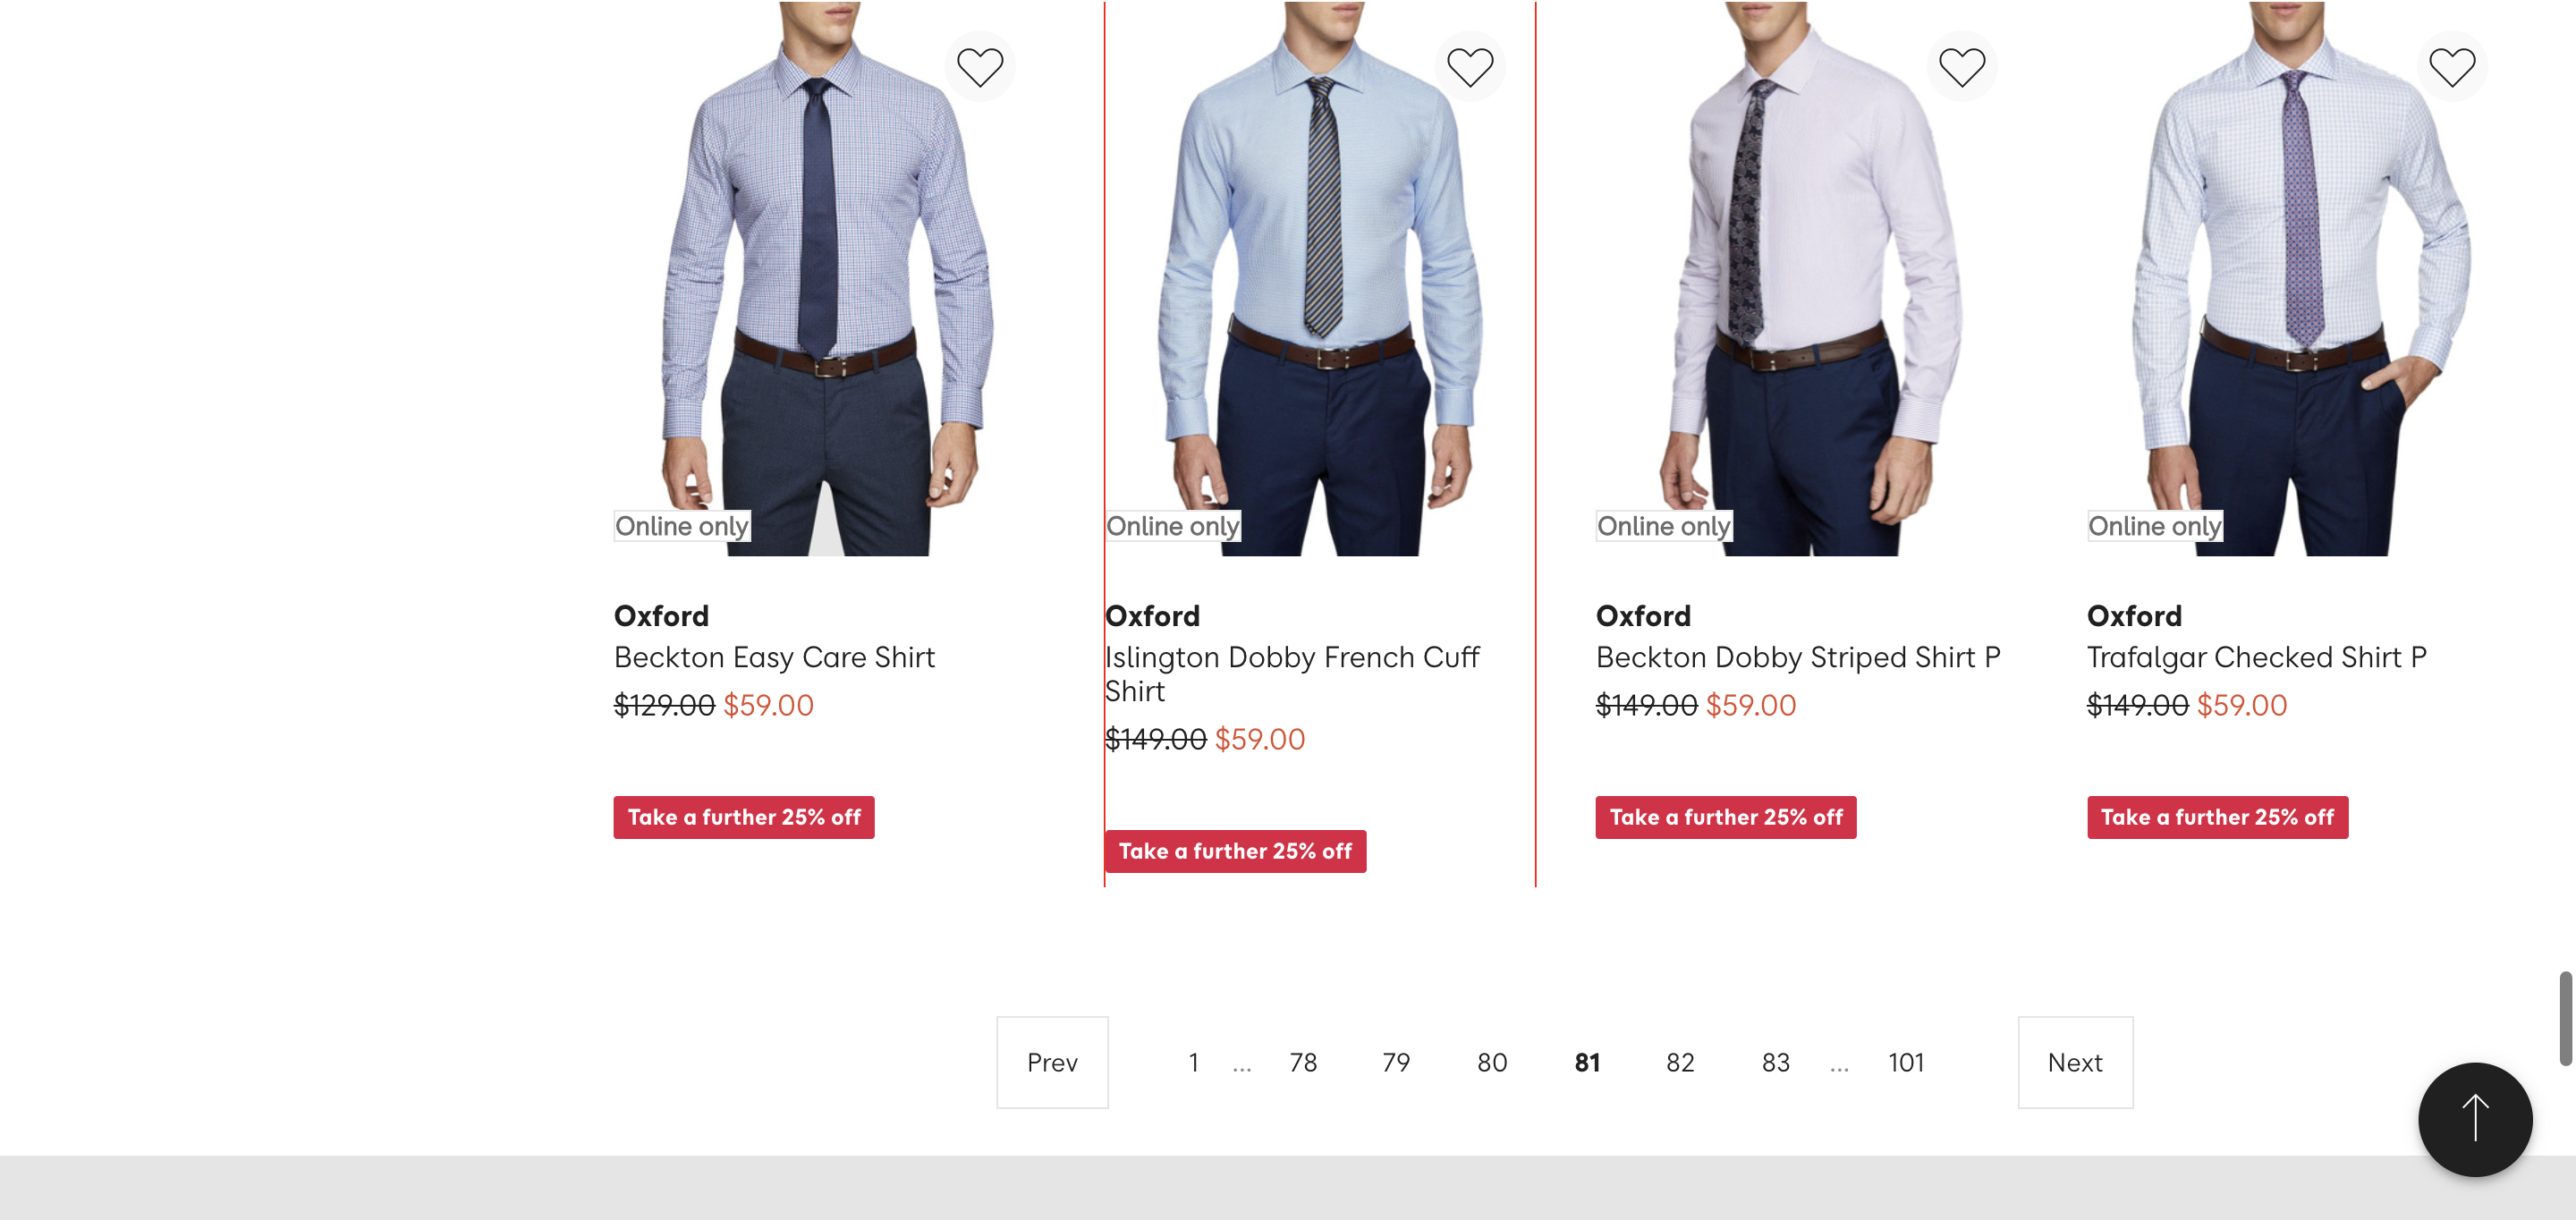 Online only
Oxford
Beckton Easy Care Shirt
$129.00 $59.00
Take a further 25% off
Online only
Oxford
Islington Dobby French Cuff
Shirt
$149.00 $59.00
Take a further 25% off
Online only
Oxford
Beckton Dobby Striped Shirt P
$149.00 $59.00
Take a further 25% off
Online only
Oxford
Trafalgar Checked Shirt P
$149.00 $59.00
Take a further 25% off
Prev 1 ... 78 79 80 81 82 83 ... 101 Next